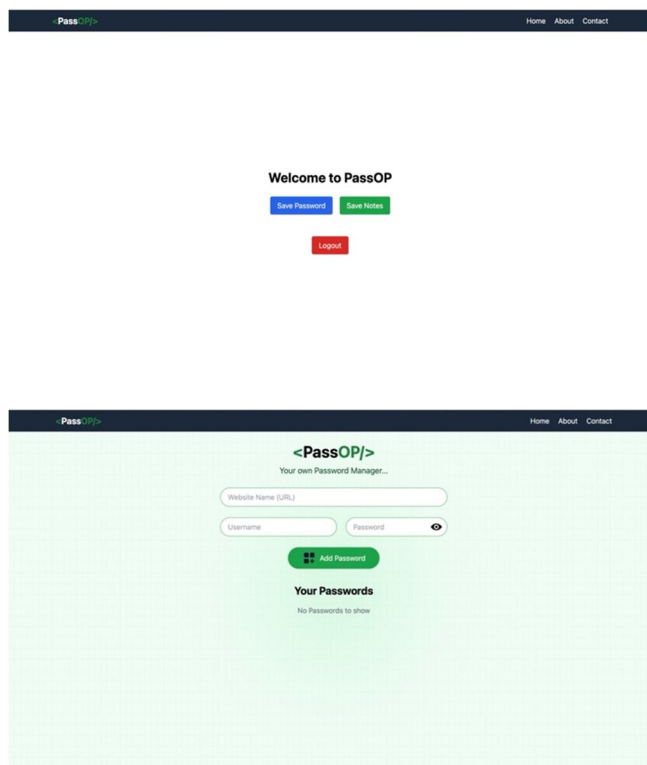 <PassOP/>
Home About Contact
Welcome to PassOP
Save Password Save Notes
Logout
<PassOP/>
Home About Contact
<PassOP/>
Your own Password Manager...
Website Name (URL)
Username Password
Add Password
Your Passwords
No Passwords to show